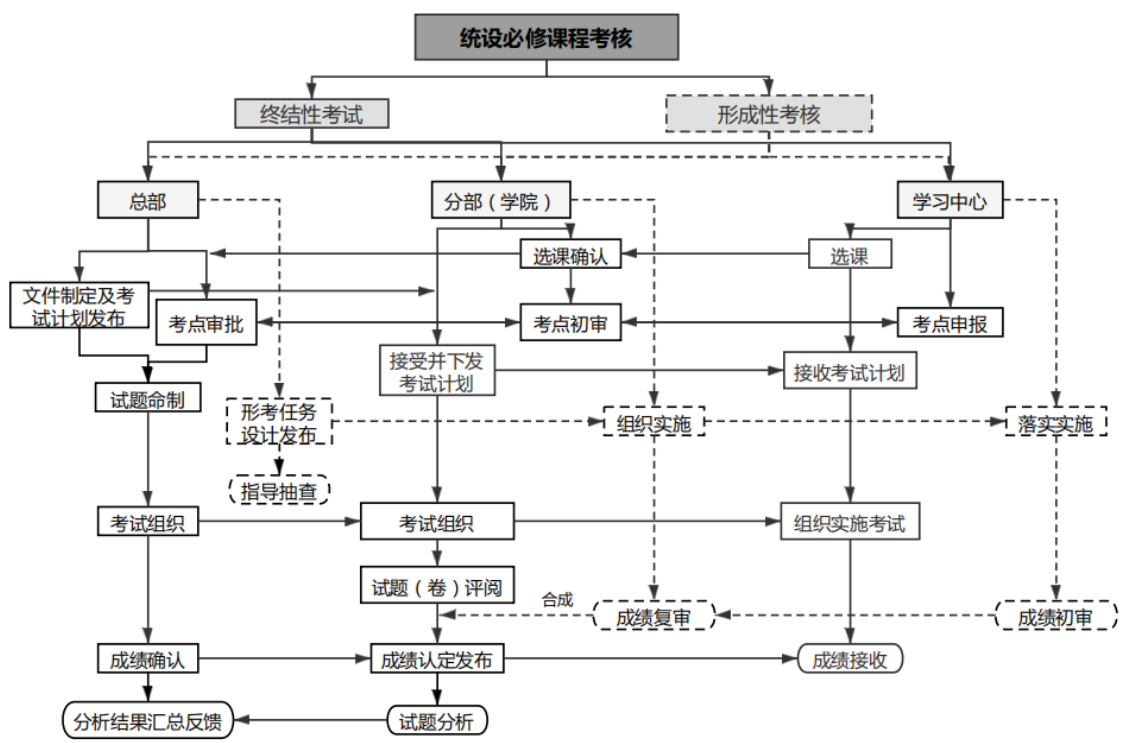 统设必修课程考核
终结性考试
形成性考核
总部
分部（学院）
学习中心
选课确认
选课
文件制定及考
试计划发布
考点审批
考点初审
考点申报
接受并下发
考试计划
接收考试计划
试题命制
形考任务
设计发布
组织实施
落实实施
指导抽查
考试组织
考试组织
组织实施考试
试题（卷）评阅
合成
成绩复审
成绩初审
成绩确认
成绩认定发布
成绩接收
分析结果汇总反馈
试题分析